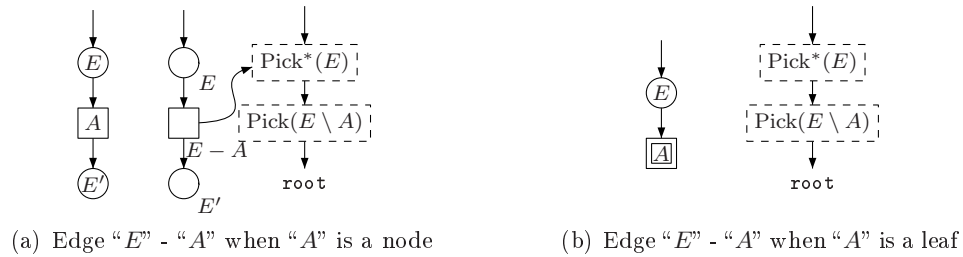 E
A
E′
E
E − A
E′
Pick*(E)
Pick(E \ A)
root
(a) Edge “E” - “A” when “A” is a node
E
A
Pick*(E)
Pick(E \ A)
root
(b) Edge “E” - “A” when “A” is a leaf